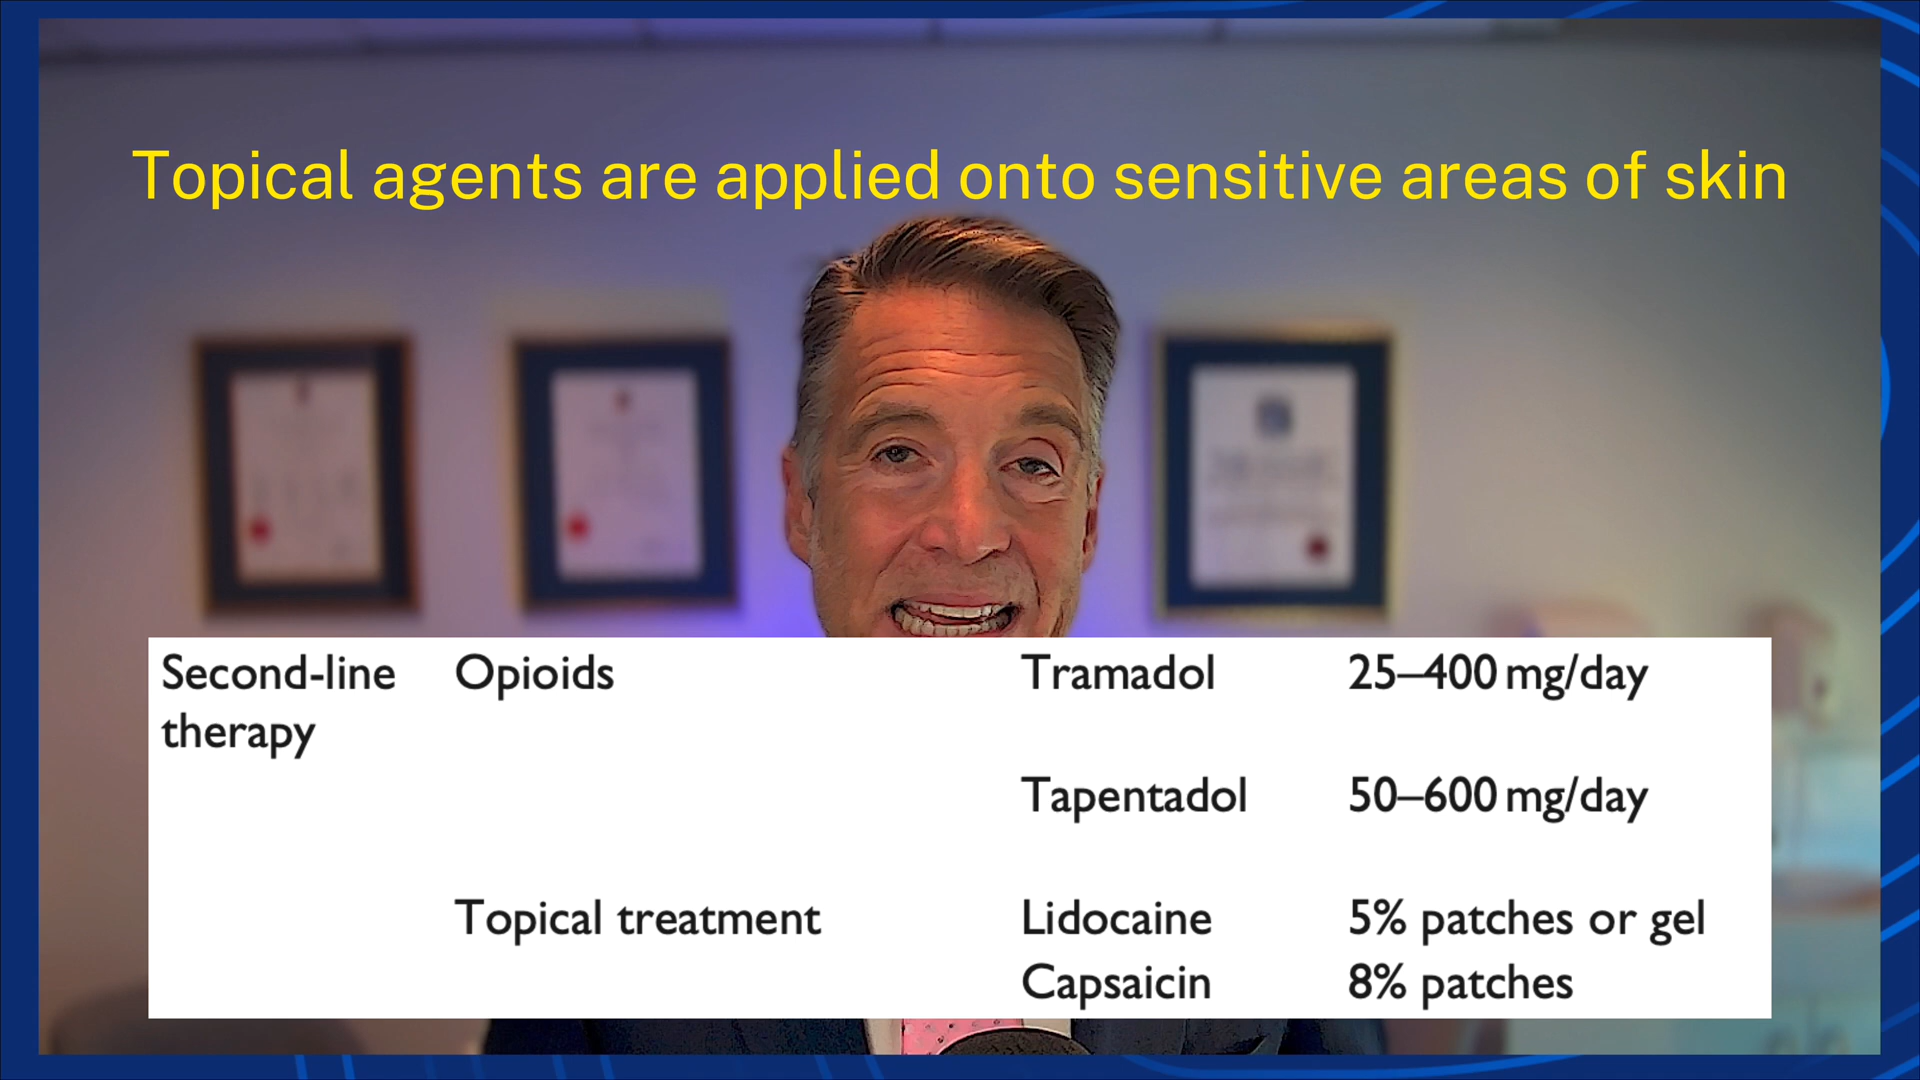 Topical agents are applied onto sensitive areas of skin
Second-line therapy Opioids Tramadol 25–400 mg/day
Tapentadol 50–600 mg/day
Topical treatment Lidocaine 5% patches or gel
Capsaicin 8% patches